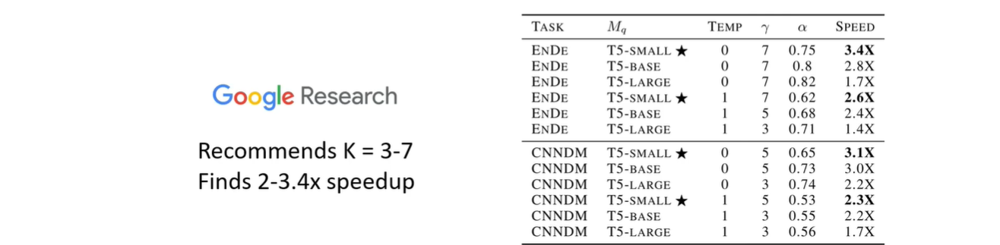 Google Research
Recommends K = 3-7
Finds 2-3.4x speedup
TASK M_q TEMP γ α SPEED
ENDE T5-SMALL ★ 0 7 0.75 3.4X
ENDE T5-BASE 0 7 0.8 2.8X
ENDE T5-LARGE 0 7 0.82 1.7X
ENDE T5-SMALL ★ 1 7 0.62 2.6X
ENDE T5-BASE 1 5 0.68 2.4X
ENDE T5-LARGE 1 3 0.71 1.4X
CNNDM T5-SMALL ★ 0 5 0.65 3.1X
CNNDM T5-BASE 0 5 0.73 3.0X
CNNDM T5-LARGE 0 3 0.74 2.2X
CNNDM T5-SMALL ★ 1 5 0.53 2.3X
CNNDM T5-BASE 1 3 0.55 2.2X
CNNDM T5-LARGE 1 3 0.56 1.7X